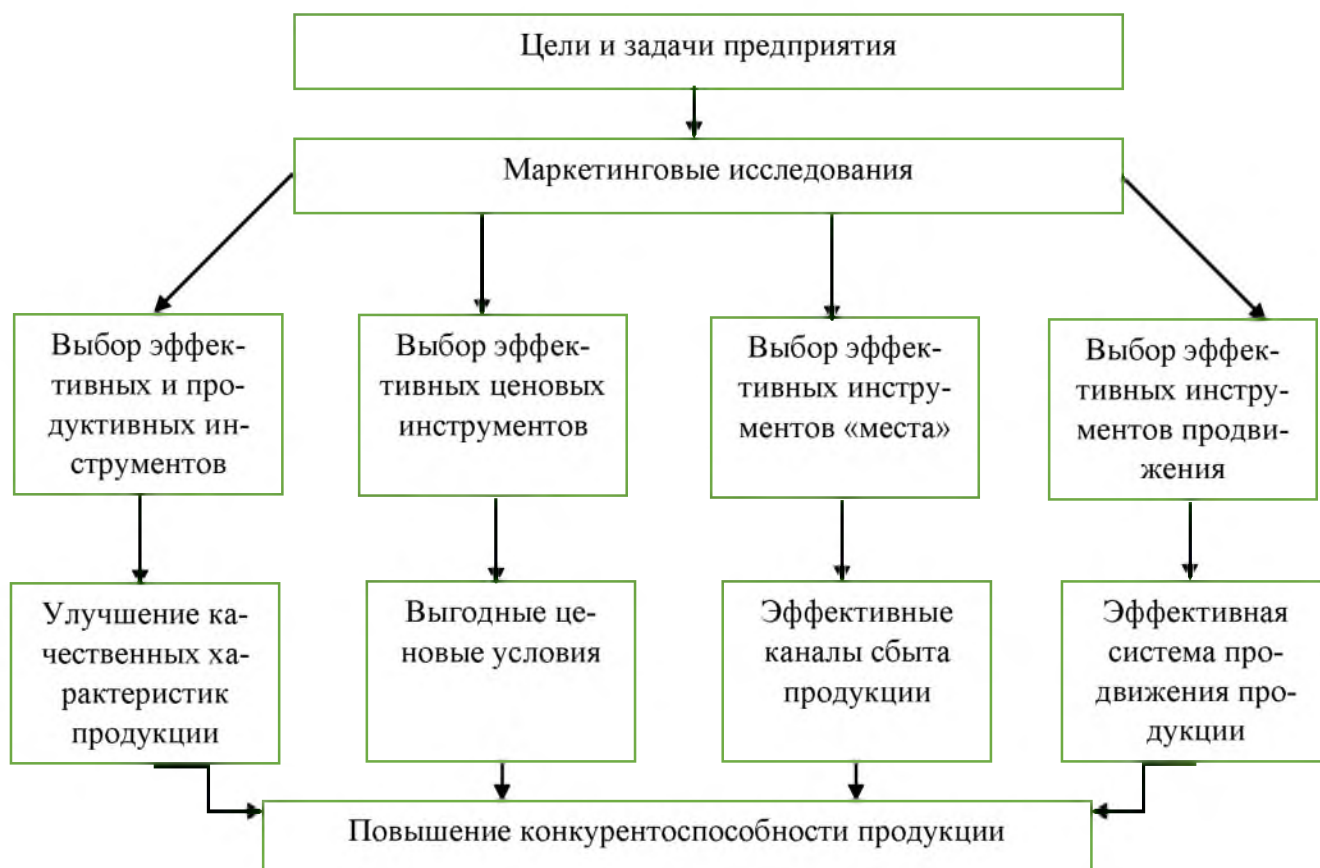 Цели и задачи предприятия
Маркетинговые исследования
Выбор эффек-
тивных и про-
дуктивных ин-
струментов
Выбор эффек-
тивных ценовых
инструментов
Выбор эффек-
тивных инстру-
ментов «места»
Выбор эффек-
тивных инстру-
ментов продви-
жения
Улучшение ка-
чественных ха-
рактеристик
продукции
Выгодные це-
новые условия
Эффективные
каналы сбыта
продукции
Эффективная
система про-
движения про-
дукции
Повышение конкурентоспособности продукции